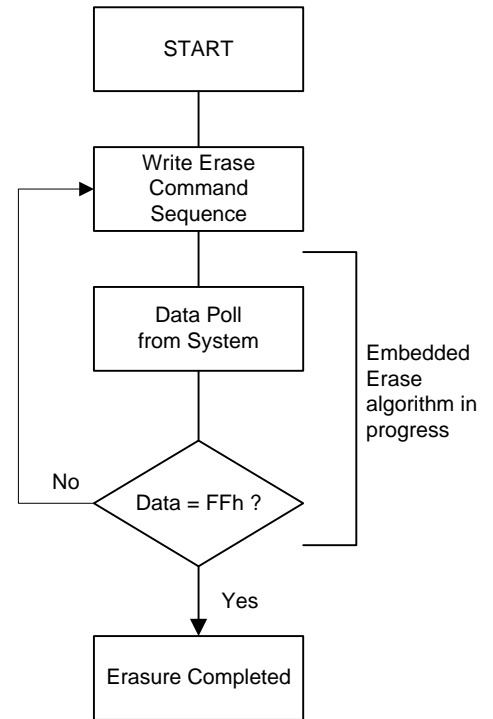 START
Write Erase
Command
Sequence
Data Poll
from System
Embedded
Erase
algorithm in
progress
No
Data = FFh ?
Yes
Erasure Completed